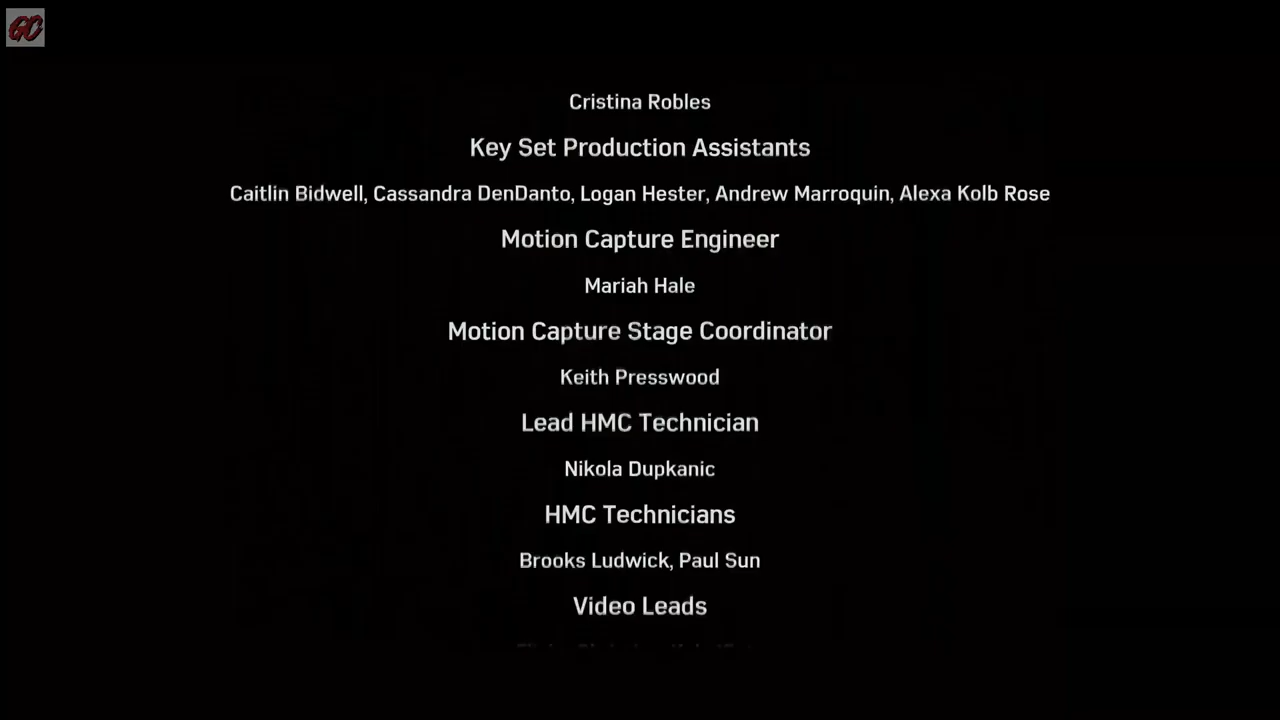 GC
Cristina Robles
Key Set Production Assistants
Caitlin Bidwell, Cassandra DenDanto, Logan Hester, Andrew Marroquin, Alexa Kolb Rose
Motion Capture Engineer
Mariah Hale
Motion Capture Stage Coordinator
Keith Presswood
Lead HMC Technician
Nikola Dupkanic
HMC Technicians
Brooks Ludwick, Paul Sun
Video Leads